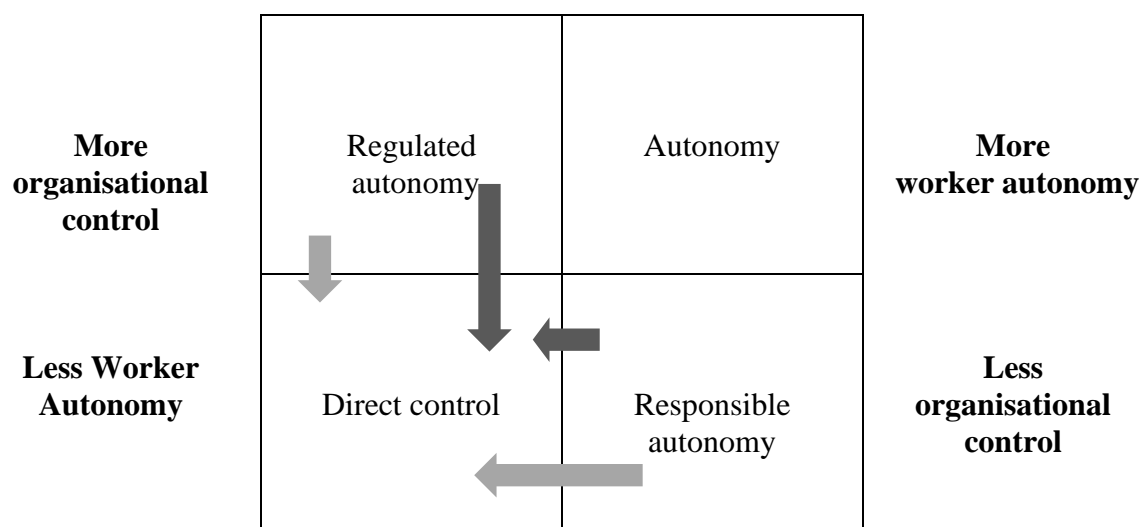 More
organisational
control
Regulated
autonomy
Autonomy
More
worker autonomy
Less Worker
Autonomy
Direct control
Responsible
autonomy
Less
organisational
control